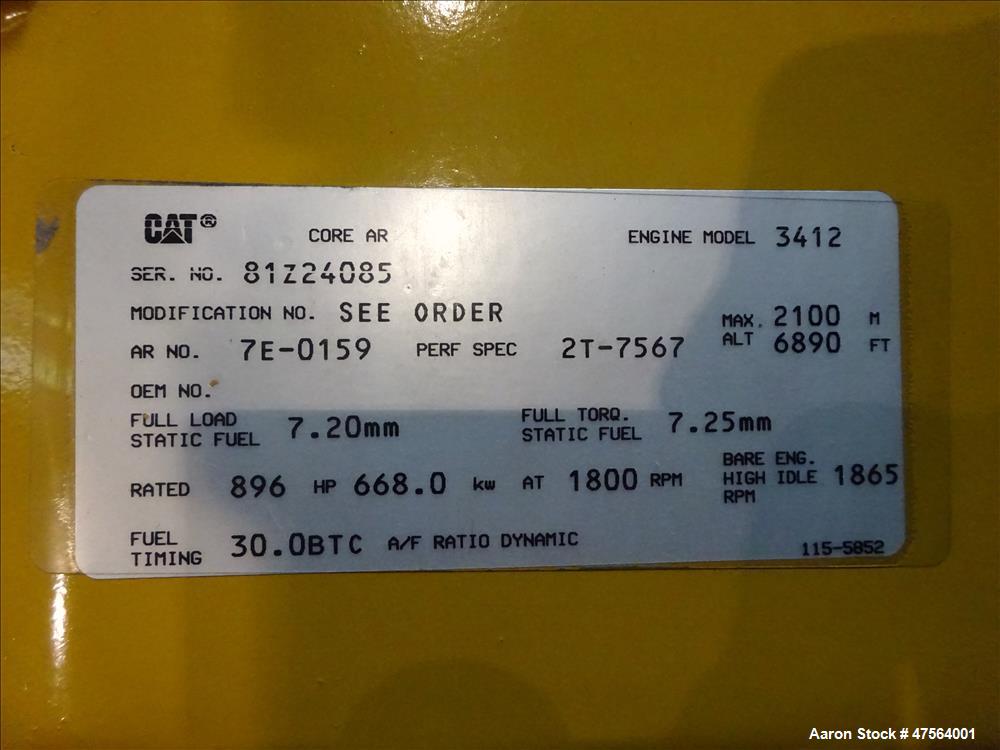 CAT®
CORE AR
ENGINE MODEL 3412
SER. NO. 81Z24085
MODIFICATION NO. SEE ORDER
MAX. ALT 2100 M
6890 FT
AR NO. 7E-0159 PERF SPEC 2T-7567
OEM NO.
FULL LOAD
STATIC FUEL 7.20mm
FULL TORQ.
STATIC FUEL 7.25mm
RATED 896 HP 668.0 kw AT 1800 RPM
BARE ENG.
HIGH IDLE 1865
RPM
FUEL
TIMING 30.0BTC A/F RATIO DYNAMIC
115-5852
Aaron Stock # 47564001